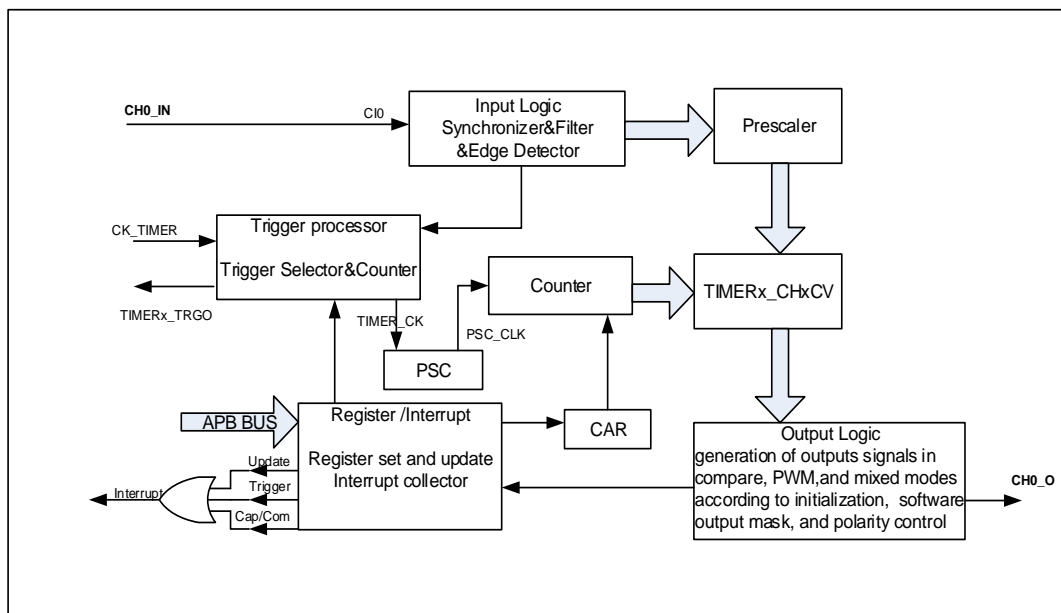 CH0_IN
CI0
Input Logic
Synchronizer&Filter
&Edge Detector
Prescaler
CK_TIMER
Trigger processor
Trigger Selector&Counter
TIMERx_TRGO
TIMER_CK
PSC_CLK
Counter
TIMERx_CHxCV
PSC
CAR
APB BUS
Register /Interrupt
Register set and update
Interrupt collector
Update
Trigger
Cap/Com
Interrupt
Output Logic
generation of outputs signals in
compare, PWM,and mixed modes
according to initialization, software
output mask, and polarity control
CH0_O